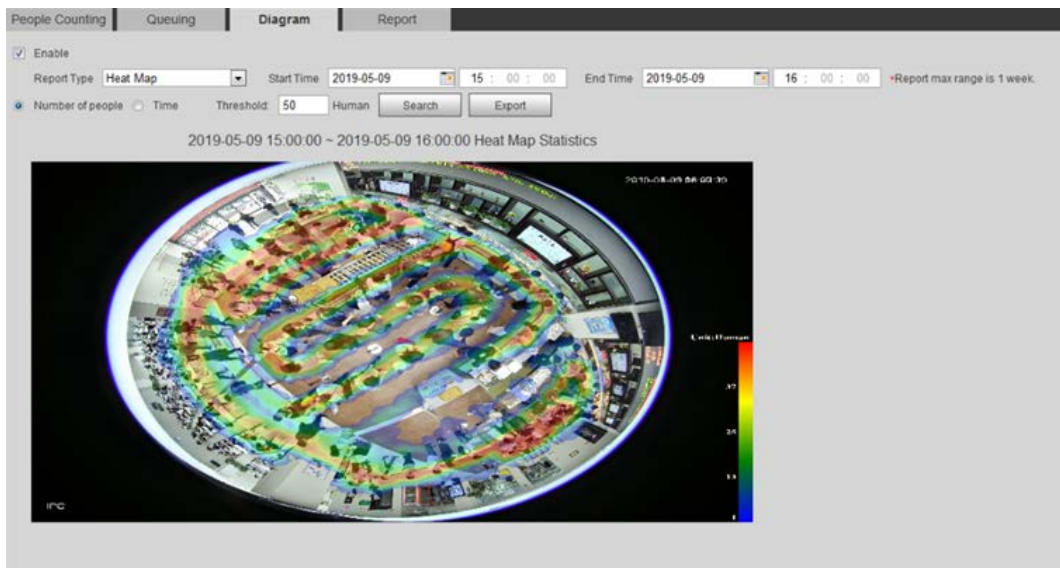 People Counting Queuing Diagram Report
Enable
Report Type Heat Map Start Time 2019-05-09 15 : 00 : 00 End Time 2019-05-09 16 : 00 : 00 *Report max range is 1 week.
Number of people Time Threshold: 50 Human Search Export
2019-05-09 15:00:00 ~ 2019-05-09 16:00:00 Heat Map Statistics
Unit:Human
IPC